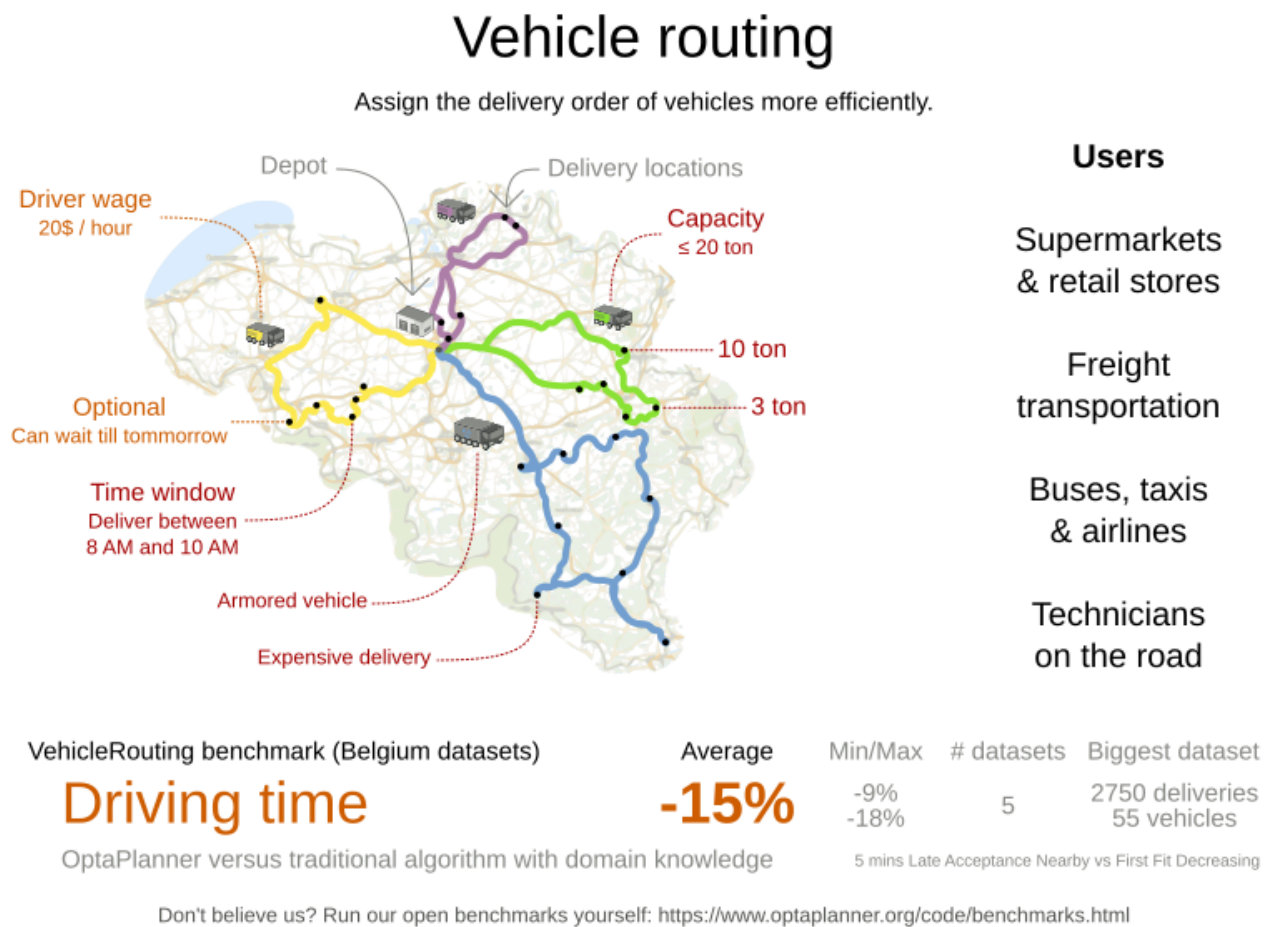 Vehicle routing
Assign the delivery order of vehicles more efficiently.
Depot
Delivery locations
Driver wage
20$ / hour
Capacity
≤ 20 ton
10 ton
3 ton
Optional
Can wait till tommorrow
Time window
Deliver between
8 AM and 10 AM
Armored vehicle
Expensive delivery
Users
Supermarkets
& retail stores
Freight
transportation
Buses, taxis
& airlines
Technicians
on the road
VehicleRouting benchmark (Belgium datasets)
Average
Min/Max
# datasets
Biggest dataset
Driving time
-15%
-9%
-18%
5
2750 deliveries
55 vehicles
OptaPlanner versus traditional algorithm with domain knowledge
5 mins Late Acceptance Nearby vs First Fit Decreasing
Don't believe us? Run our open benchmarks yourself: https://www.optaplanner.org/code/benchmarks.html